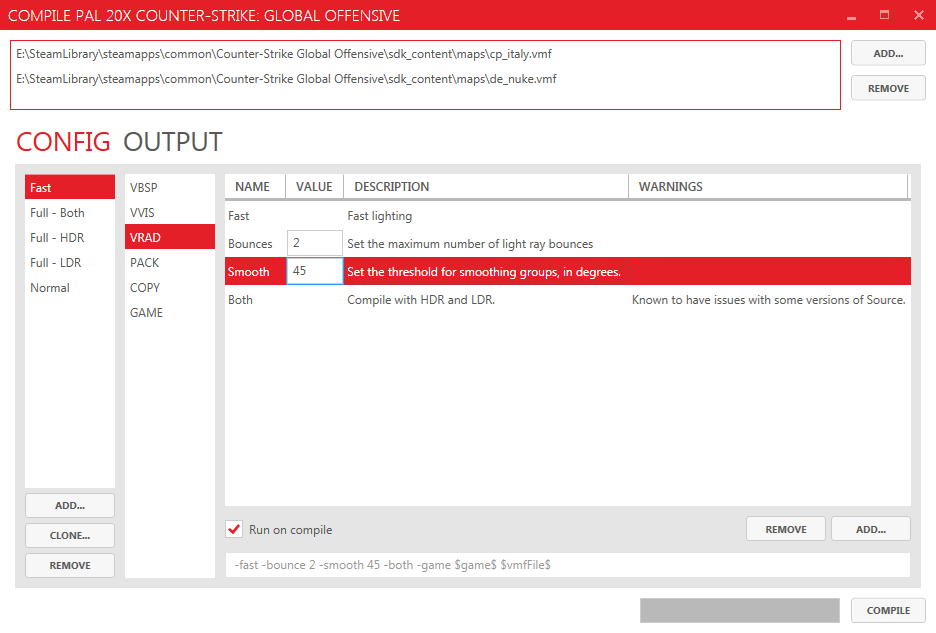 COMPILE PAL 20X COUNTER-STRIKE: GLOBAL OFFENSIVE
E:\SteamLibrary\steamapps\common\Counter-Strike Global Offensive\sdk_content\maps\cp_italy.vmf
E:\SteamLibrary\steamapps\common\Counter-Strike Global Offensive\sdk_content\maps\de_nuke.vmf
ADD...
REMOVE
CONFIG OUTPUT
Fast
Full - Both
Full - HDR
Full - LDR
Normal
ADD...
CLONE...
REMOVE
VBSP
VVIS
VRAD
PACK
COPY
GAME
NAME VALUE DESCRIPTION WARNINGS
Fast Fast lighting
Bounces 2 Set the maximum number of light ray bounces
Smooth 45 Set the threshold for smoothing groups, in degrees.
Both Compile with HDR and LDR. Known to have issues with some versions of Source.
Run on compile
REMOVE
ADD...
-fast -bounce 2 -smooth 45 -both -game $game$ $vmfFile$
COMPILE